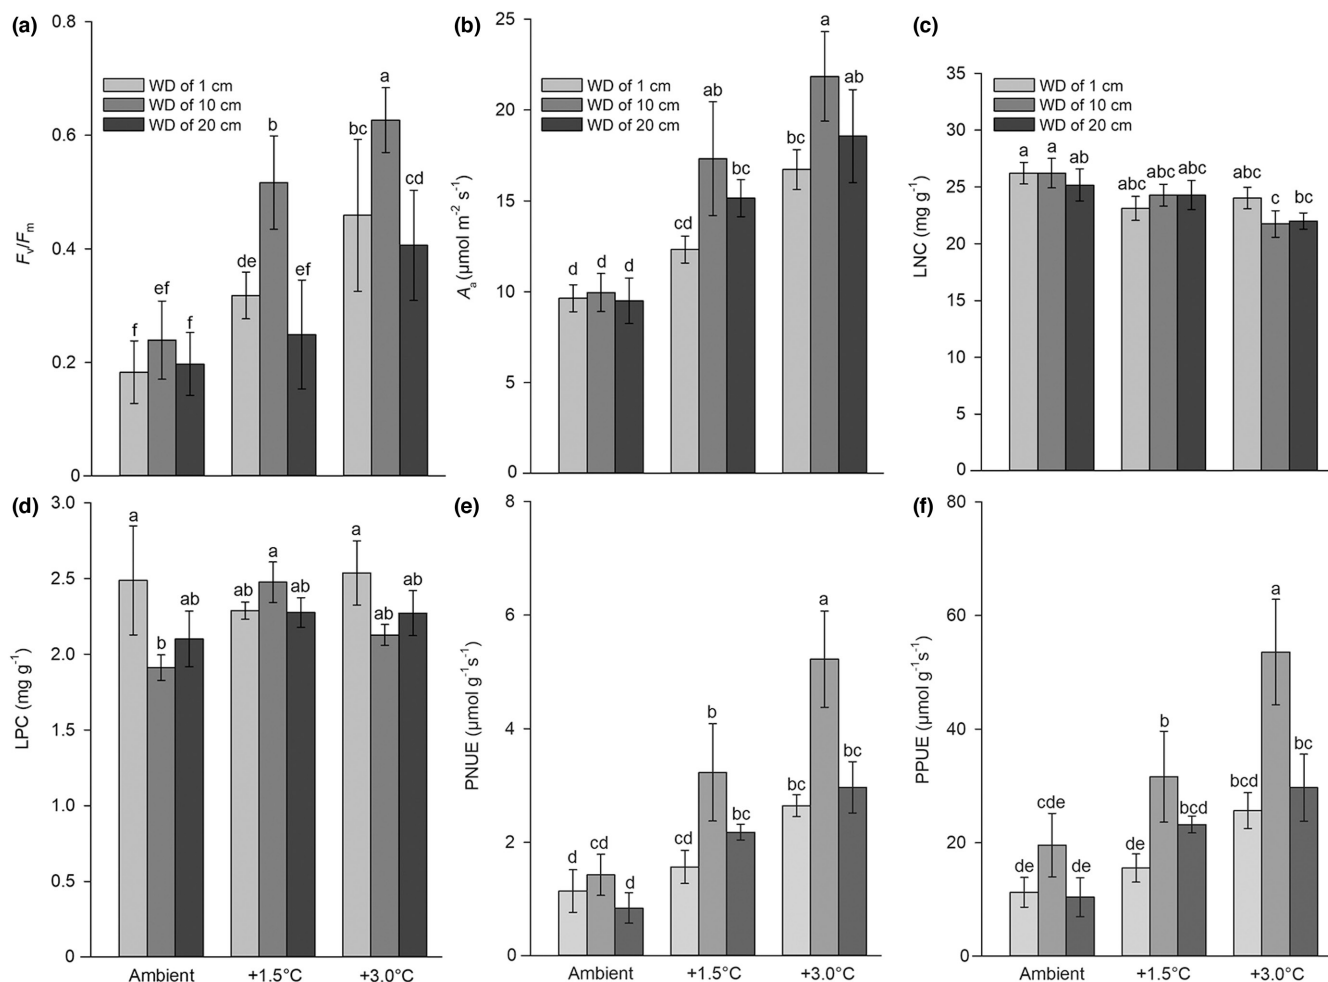 (a)
0.8
0.6
0.4
0.2
0
Fv/Fm
WD of 1 cm
WD of 10 cm
WD of 20 cm
f
ef
f
de
b
ef
bc
a
cd
(b)
25
20
15
10
5
0
Aa (μmol m-2 s-1)
WD of 1 cm
WD of 10 cm
WD of 20 cm
d
d
d
cd
ab
bc
bc
a
ab
(c)
35
30
25
20
15
10
5
0
LNC (mg g-1)
WD of 1 cm
WD of 10 cm
WD of 20 cm
a
a
ab
abc
abc
abc
abc
c
bc
(d)
3.0
2.5
2.0
1.5
1.0
0.5
0.0
LPC (mg g-1)
a
b
ab
ab
a
ab
a
ab
ab
Ambient
+1.5°C
+3.0°C
(e)
8
6
4
2
0
PNUE (μmol g-1s-1)
d
cd
d
cd
b
bc
bc
a
bc
Ambient
+1.5°C
+3.0°C
(f)
80
60
40
20
0
PPUE (μmol g-1s-1)
de
cde
de
de
b
bcd
bcd
a
bc
Ambient
+1.5°C
+3.0°C